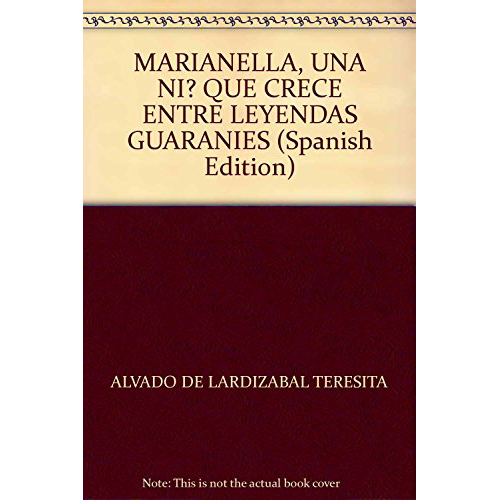 MARIANELLA, UNA
NI? QUE CRECE
ENTRE LEYENDAS
GUARANIES (Spanish
Edition)
ALVADO DE LARDIZABAL TERESITA
Note: This is not the actual book cover